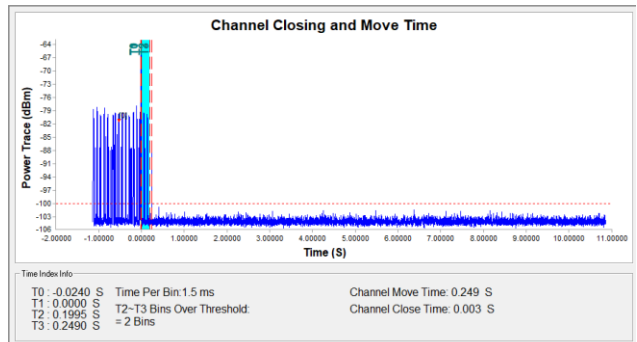 Channel Closing and Move Time
Power Trace (dBm)
-64
-67
-70
-73
-76
-79
-82
-85
-88
-91
-94
-97
-100
-103
-106
-2.00000 -1.00000 0.00000 1.00000 2.00000 3.00000 4.00000 5.00000 6.00000 7.00000 8.00000 9.00000 10.00000 11.00000
Time (S)
Time Index Info
T0 : -0.0240 S Time Per Bin:1.5 ms Channel Move Time: 0.249 S
T1 : 0.0000 S T2~T3 Bins Over Threshold: Channel Close Time: 0.003 S
T2 : 0.1995 S = 2 Bins
T3 : 0.2490 S